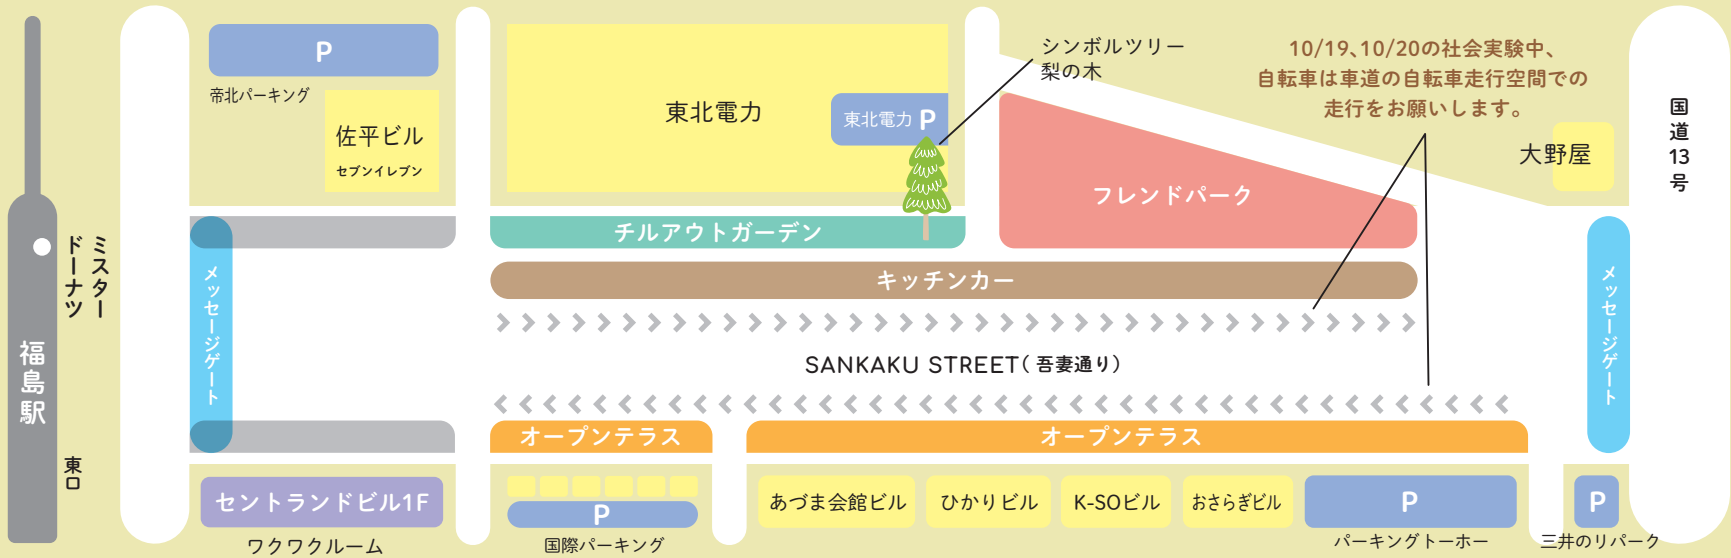 P
帝北パーキング
佐平ビル
セブンイレブン
東北電力
東北電力 P
シンボルツリー
梨の木
10/19、10/20の社会実験中、
自転車は車道の自転車走行空間での
走行をお願いします。
大野屋
国道13号
フレンドパーク
チルアウトガーデン
キッチンカー
ミスター
ドーナツ
福島駅
東口
メッセージゲート
メッセージゲート
SANKAKU STREET( 吾妻通り)
オープンテラス
オープンテラス
セントランドビル1F
ワクワクルーム
P
国際パーキング
あづま会館ビル
ひかりビル
K-SOビル
おさらぎビル
P
パーキングトーホー
P
三井のリパーク